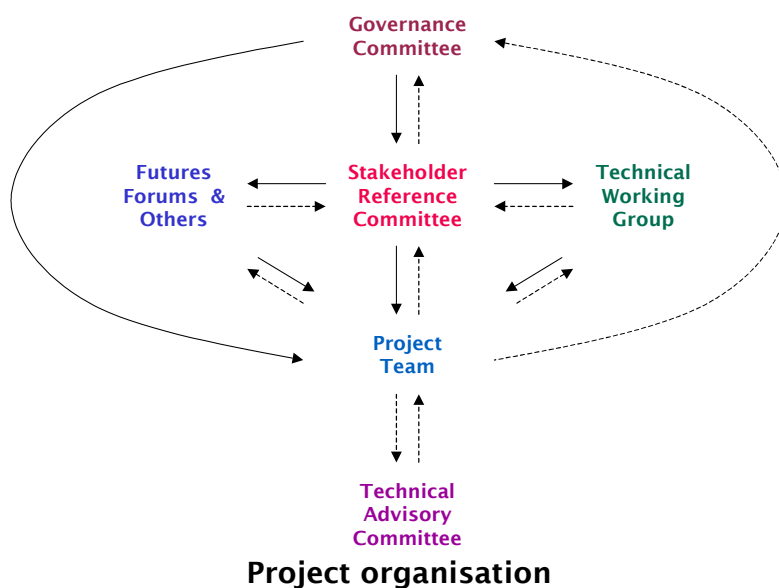 Governance
Committee
Futures
Forums & 
Others
Stakeholder
Reference
Committee
Technical
Working
Group
Project
Team
Technical
Advisory
Committee
Project organisation